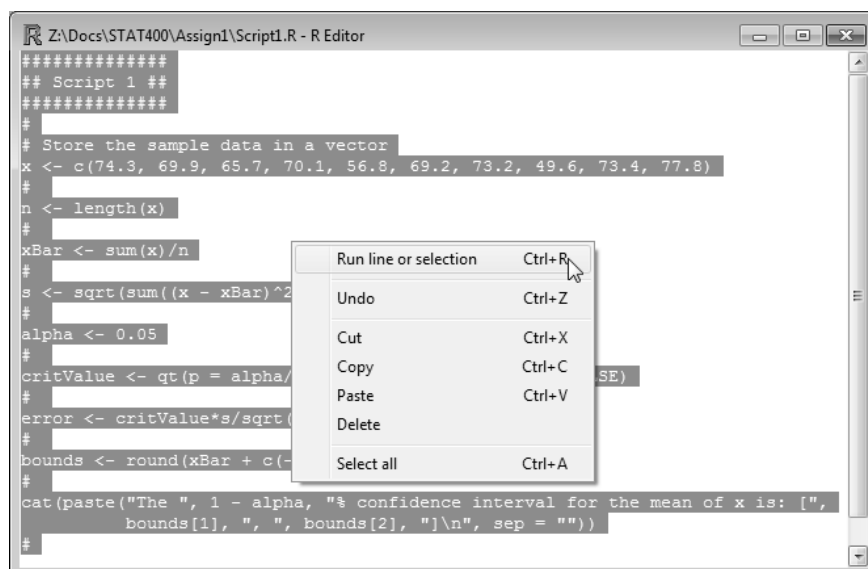 Z:\Docs\STAT400\Assign1\Script1.R - R Editor
##############
## Script 1 ##
##############
#
# Store the sample data in a vector
x <- c(74.3, 69.9, 65.7, 70.1, 56.8, 69.2, 73.2, 49.6, 73.4, 77.8)
#
n <- length(x)
#
xBar <- sum(x)/n
#
s <- sqrt(sum((x - xBar)^2
#
alpha <- 0.05
#
critValue <- qt(p = alpha/ SE)
#
error <- critValue*s/sqrt(
#
bounds <- round(xBar + c(-
#
cat(paste("The ", 1 - alpha, "% confidence interval for the mean of x is: [",
bounds[1], ", ", bounds[2], "]\n", sep = ""))
#
Run line or selection Ctrl+R
Undo Ctrl+Z
Cut Ctrl+X
Copy Ctrl+C
Paste Ctrl+V
Delete
Select all Ctrl+A